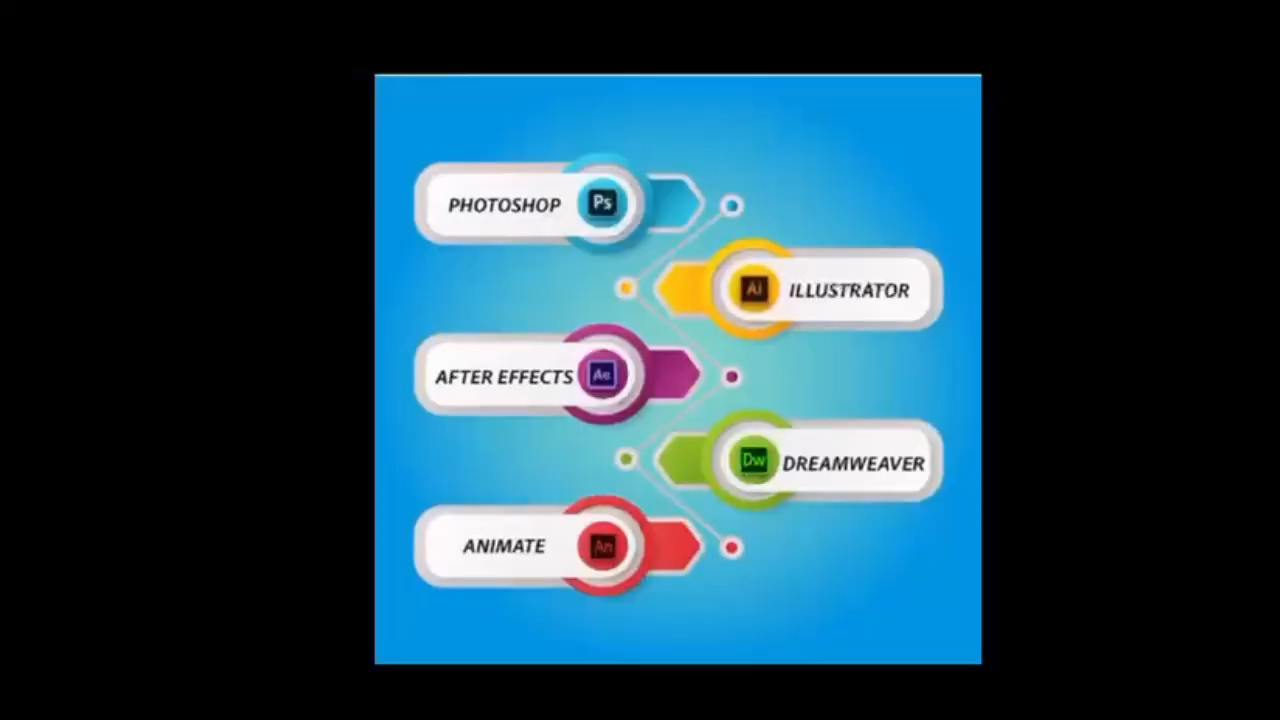 PHOTOSHOP Ps
Ai ILLUSTRATOR
AFTER EFFECTS Ae
Dw DREAMWEAVER
ANIMATE An